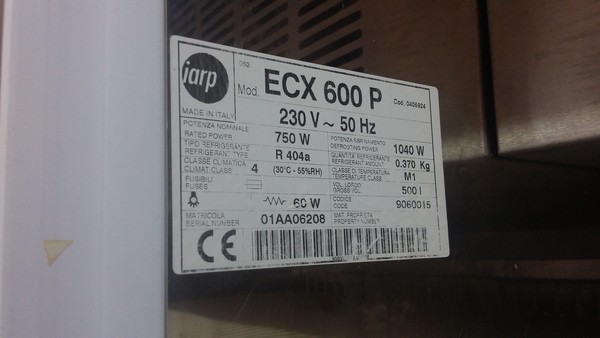 iarp
052
Mod. ECX 600 P Cod. 0405924
MADE IN ITALY
230 V ~ 50 Hz
POTENZA NOMINALE
RATED POWER 750 W
POTENZA SBRINAMENTO
DEFROSTING POWER 1040 W
TIPO REFRIGERANTE
REFRIGERANT TYPE R 404a
QUANTITÀ REFRIGERANTE
REFRIGERANT AMOUNT 0.370 Kg
CLASSE CLIMATICA
CLIMAT CLASS 4 (30°C - 55%RH)
CLASSE DI TEMPERATURA
TEMPERATURE CLASS M1
FUSIBILI
FUSES
VOL. LORDO
GROSS VOL. 500 l
60 W
CODICE
CODE 9060015
MATRICOLA
SERIAL NUMBER 01AA06208
MAT. PROPRIETA
PROPERTY NUMBER
CE